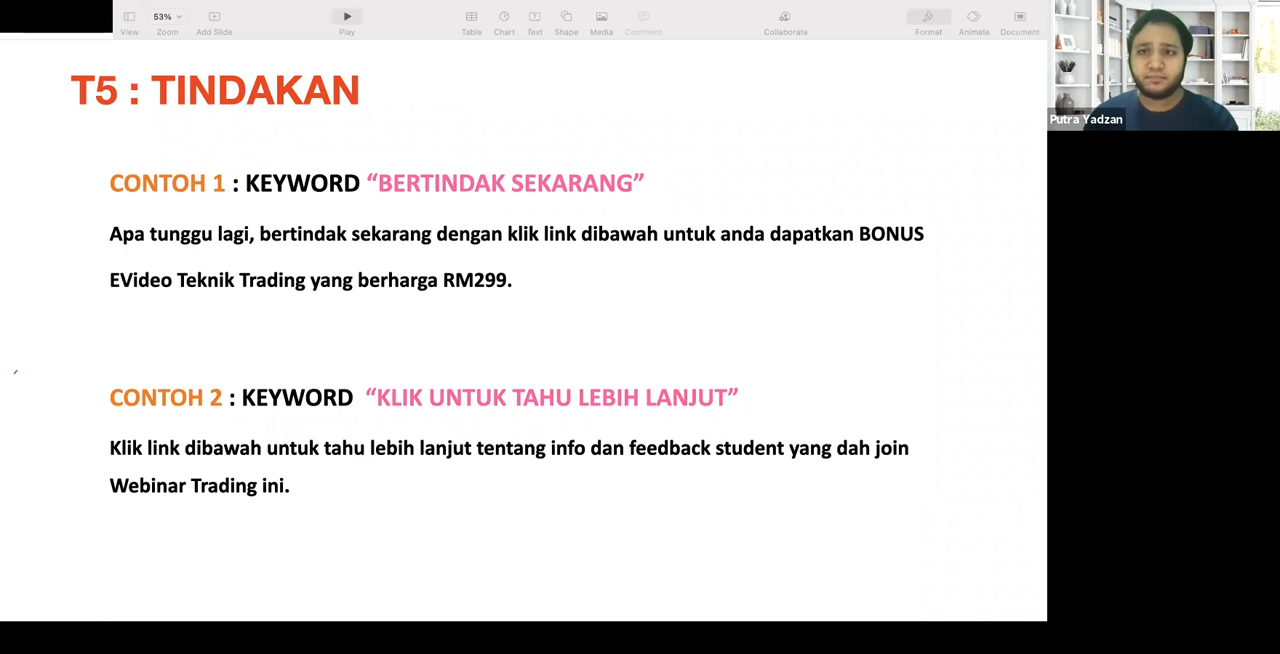 53%
View Zoom Add Slide Play Table Chart Text Shape Media Comment Collaborate Format Animate Document
T5 : TINDAKAN
Putra Yadzan
CONTOH 1 : KEYWORD “BERTINDAK SEKARANG”
Apa tunggu lagi, bertindak sekarang dengan klik link dibawah untuk anda dapatkan BONUS
EVideo Teknik Trading yang berharga RM299.
CONTOH 2 : KEYWORD “KLIK UNTUK TAHU LEBIH LANJUT”
Klik link dibawah untuk tahu lebih lanjut tentang info dan feedback student yang dah join
Webinar Trading ini.